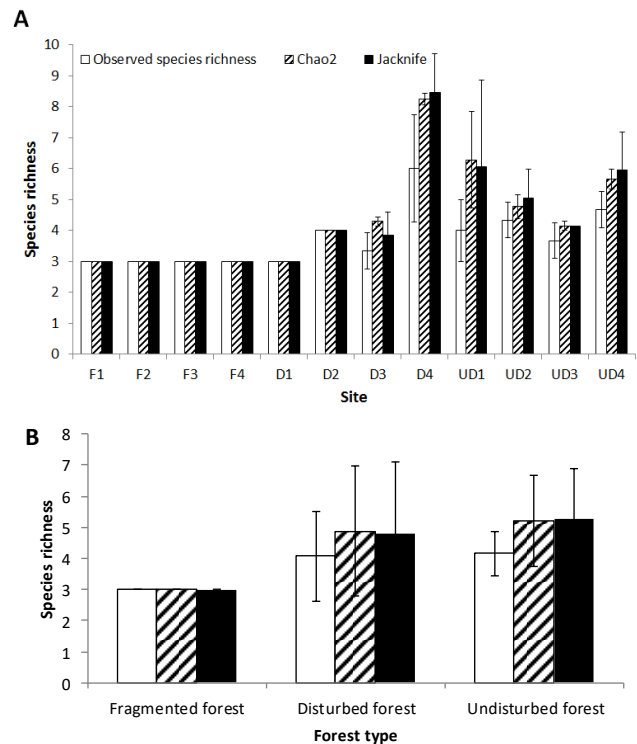 A
Observed species richness Chao2 Jacknife
10
9
8
7
6
5
4
3
2
1
0
Species richness
F1 F2 F3 F4 D1 D2 D3 D4 UD1 UD2 UD3 UD4
Site
B
8
7
6
5
4
3
2
1
0
Species richness
Fragmented forest Disturbed forest Undisturbed forest
Forest type